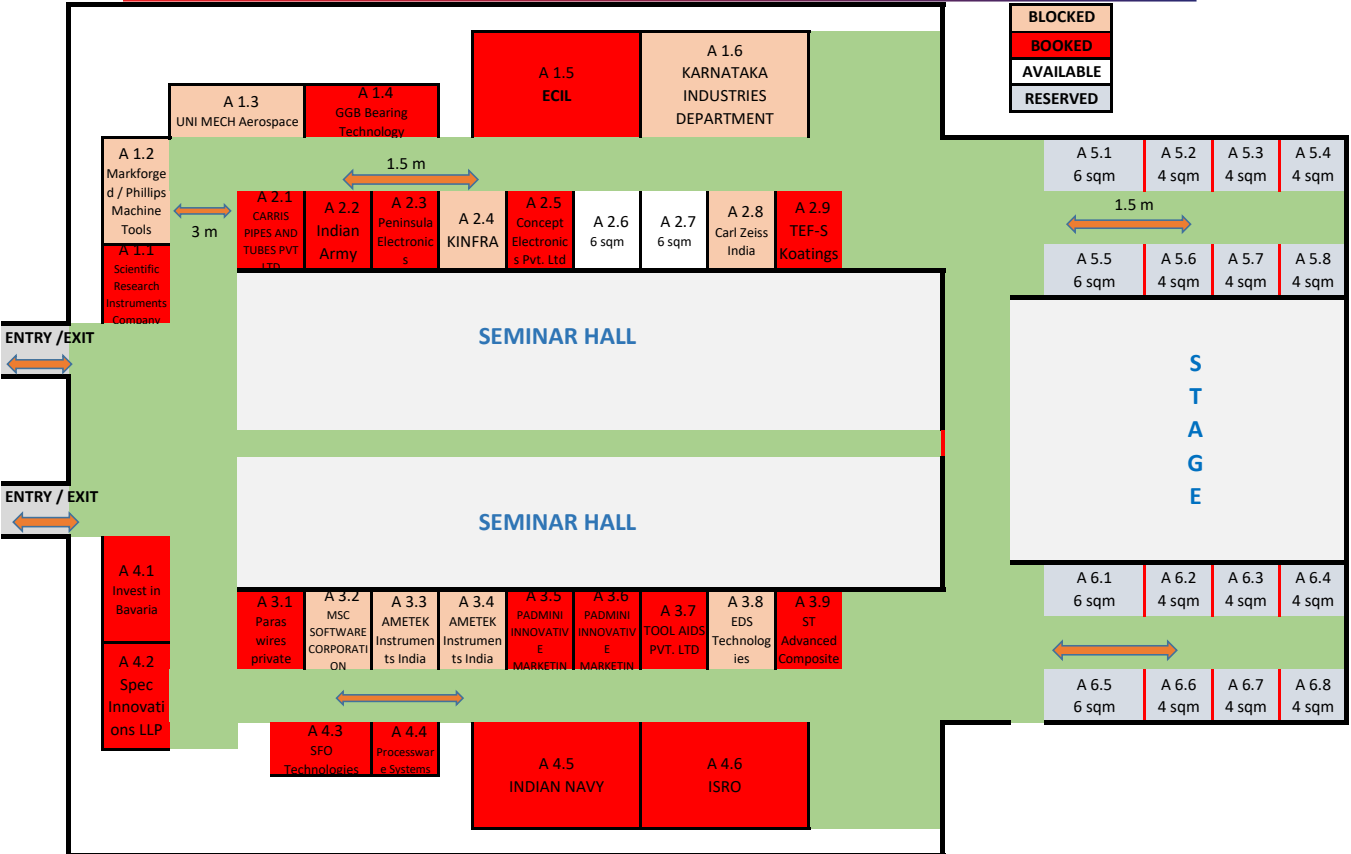 BLOCKED
BOOKED
AVAILABLE
RESERVED
A 1.5
ECIL
A 1.6
KARNATAKA
INDUSTRIES
DEPARTMENT
A 1.3
UNI MECH Aerospace
A 1.4
GGB Bearing
Technology
A 1.2
Markforge
d / Phillips
Machine
Tools
A 1.1
Scientific
Research
Instruments
Company
1.5 m
3 m
A 2.1
CARRIS
PIPES AND
TUBES PVT
LTD
A 2.2
Indian
Army
A 2.3
Peninsula
Electronic
s
A 2.4
KINFRA
A 2.5
Concept
Electronic
s Pvt. Ltd
A 2.6
6 sqm
A 2.7
6 sqm
A 2.8
Carl Zeiss
India
A 2.9
TEF-S
Koatings
A 5.1
6 sqm
A 5.2
4 sqm
A 5.3
4 sqm
A 5.4
4 sqm
1.5 m
A 5.5
6 sqm
A 5.6
4 sqm
A 5.7
4 sqm
A 5.8
4 sqm
ENTRY /EXIT
SEMINAR HALL
S
T
A
G
E
ENTRY / EXIT
SEMINAR HALL
A 4.1
Invest in
Bavaria
A 4.2
Spec
Innovati
ons LLP
A 3.1
Paras
wires
private
A 3.2
MSC
SOFTWARE
CORPORATI
ON
A 3.3
AMETEK
Instrumen
ts India
A 3.4
AMETEK
Instrumen
ts India
A 3.5
PADMINI
INNOVATIV
E
MARKETIN
A 3.6
PADMINI
INNOVATIV
E
MARKETIN
A 3.7
TOOL AIDS
PVT. LTD
A 3.8
EDS
Technolog
ies
A 3.9
ST
Advanced
Composite
A 6.1
6 sqm
A 6.2
4 sqm
A 6.3
4 sqm
A 6.4
4 sqm
A 6.5
6 sqm
A 6.6
4 sqm
A 6.7
4 sqm
A 6.8
4 sqm
A 4.3
SFO
Technologies
A 4.4
Processwar
e Systems
A 4.5
INDIAN NAVY
A 4.6
ISRO